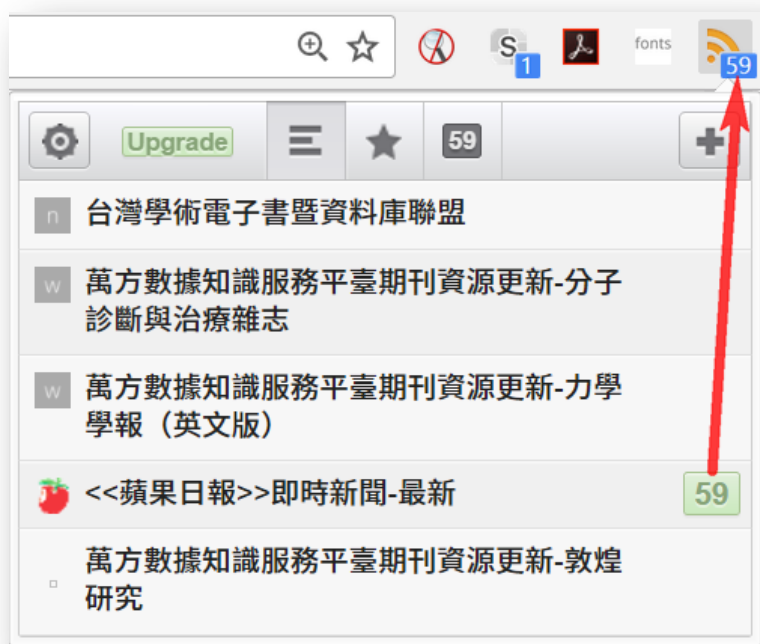 S
1
fonts
59
Upgrade
59
n 台灣學術電子書暨資料庫聯盟
w 萬方數據知識服務平臺期刊資源更新-分子
診斷與治療雜志
w 萬方數據知識服務平臺期刊資源更新-力學
學報（英文版）
<<蘋果日報>>即時新聞-最新 59
萬方數據知識服務平臺期刊資源更新-敦煌
研究